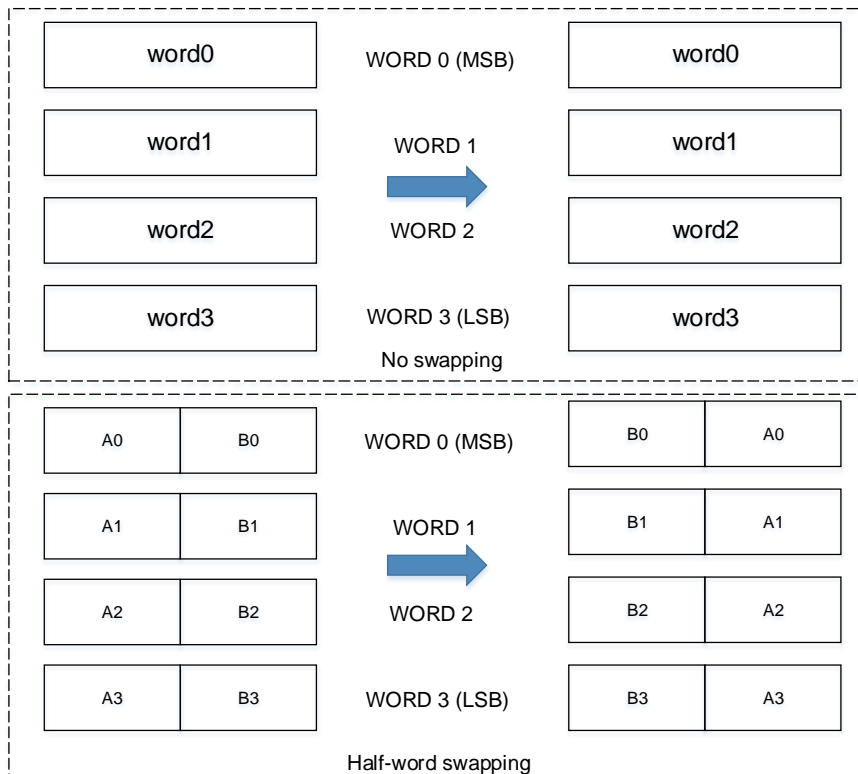 word0 WORD 0 (MSB) word0
word1 WORD 1 word1
word2 WORD 2 word2
word3 WORD 3 (LSB) word3
No swapping
A0 B0 WORD 0 (MSB) B0 A0
A1 B1 WORD 1 B1 A1
A2 B2 WORD 2 B2 A2
A3 B3 WORD 3 (LSB) B3 A3
Half-word swapping